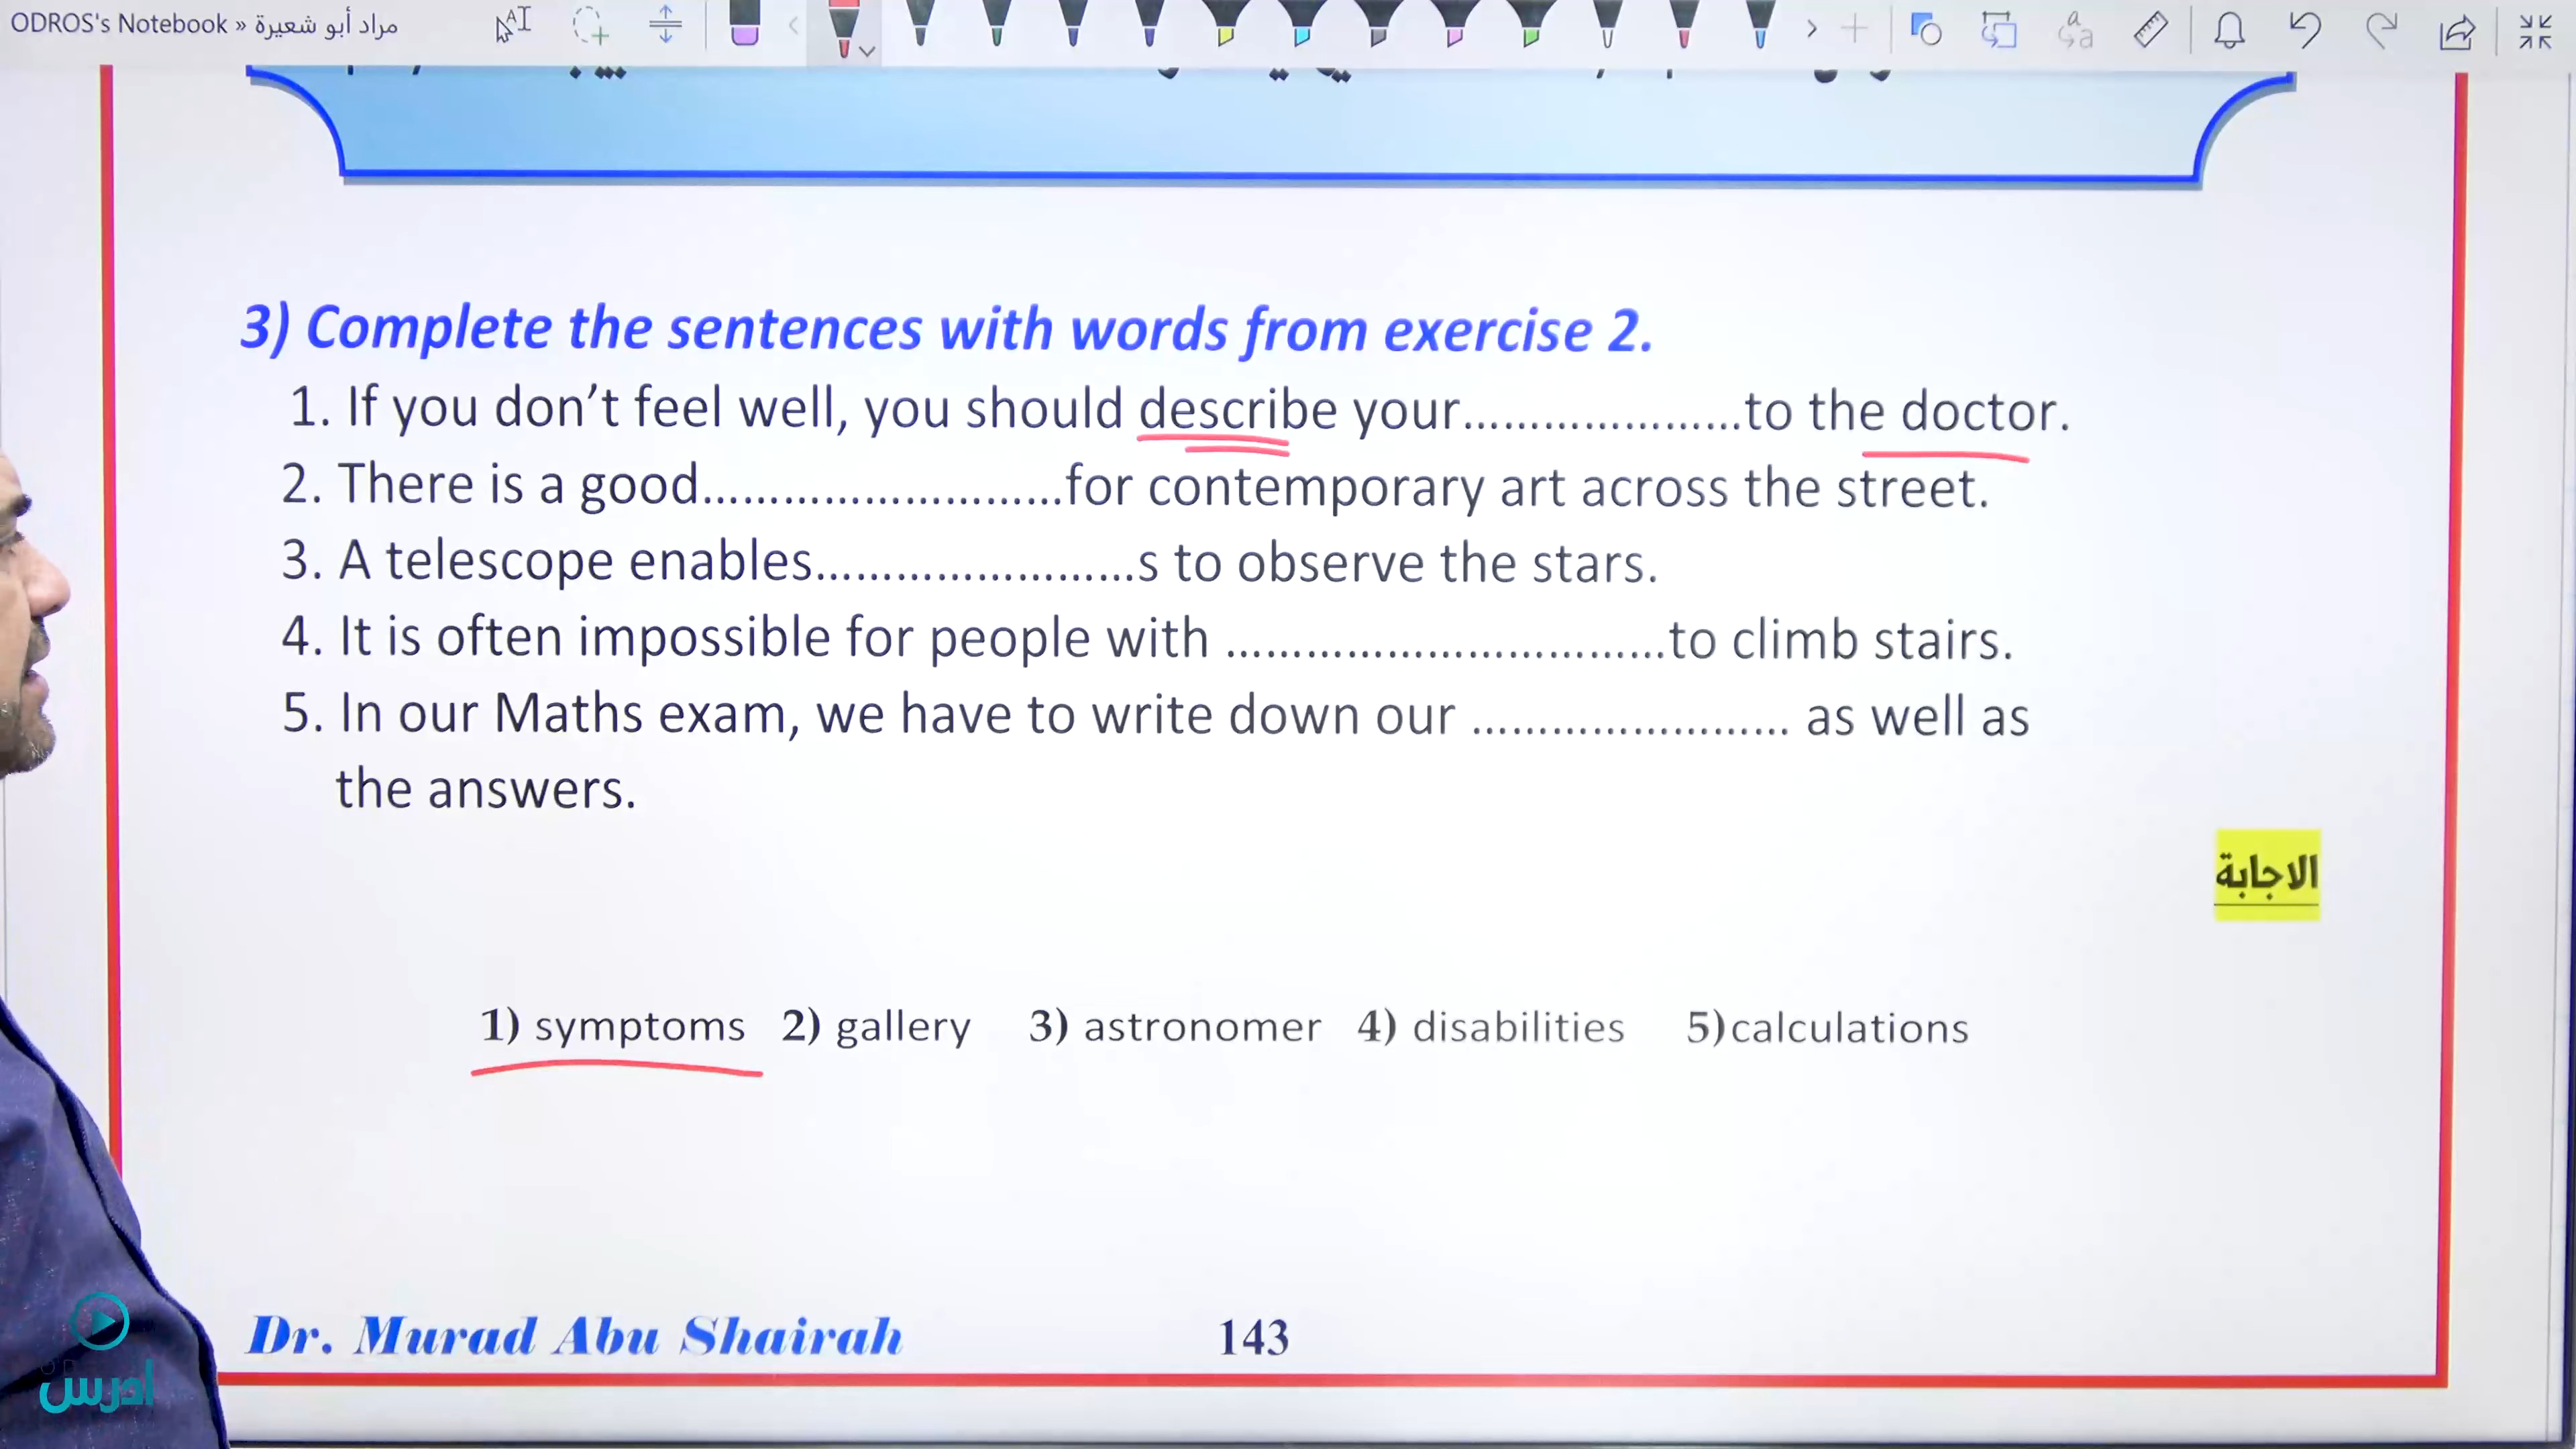 ODROS's Notebook » مراد أبو شعيرة
3) Complete the sentences with words from exercise 2.
1. If you don't feel well, you should describe your.....................to the doctor.
2. There is a good...........................for contemporary art across the street.
3. A telescope enables........................s to observe the stars.
4. It is often impossible for people with .................................to climb stairs.
5. In our Maths exam, we have to write down our ........................ as well as
the answers.
الاجابة
1) symptoms 2) gallery 3) astronomer 4) disabilities 5)calculations
Dr. Murad Abu Shairah 143
أدرس